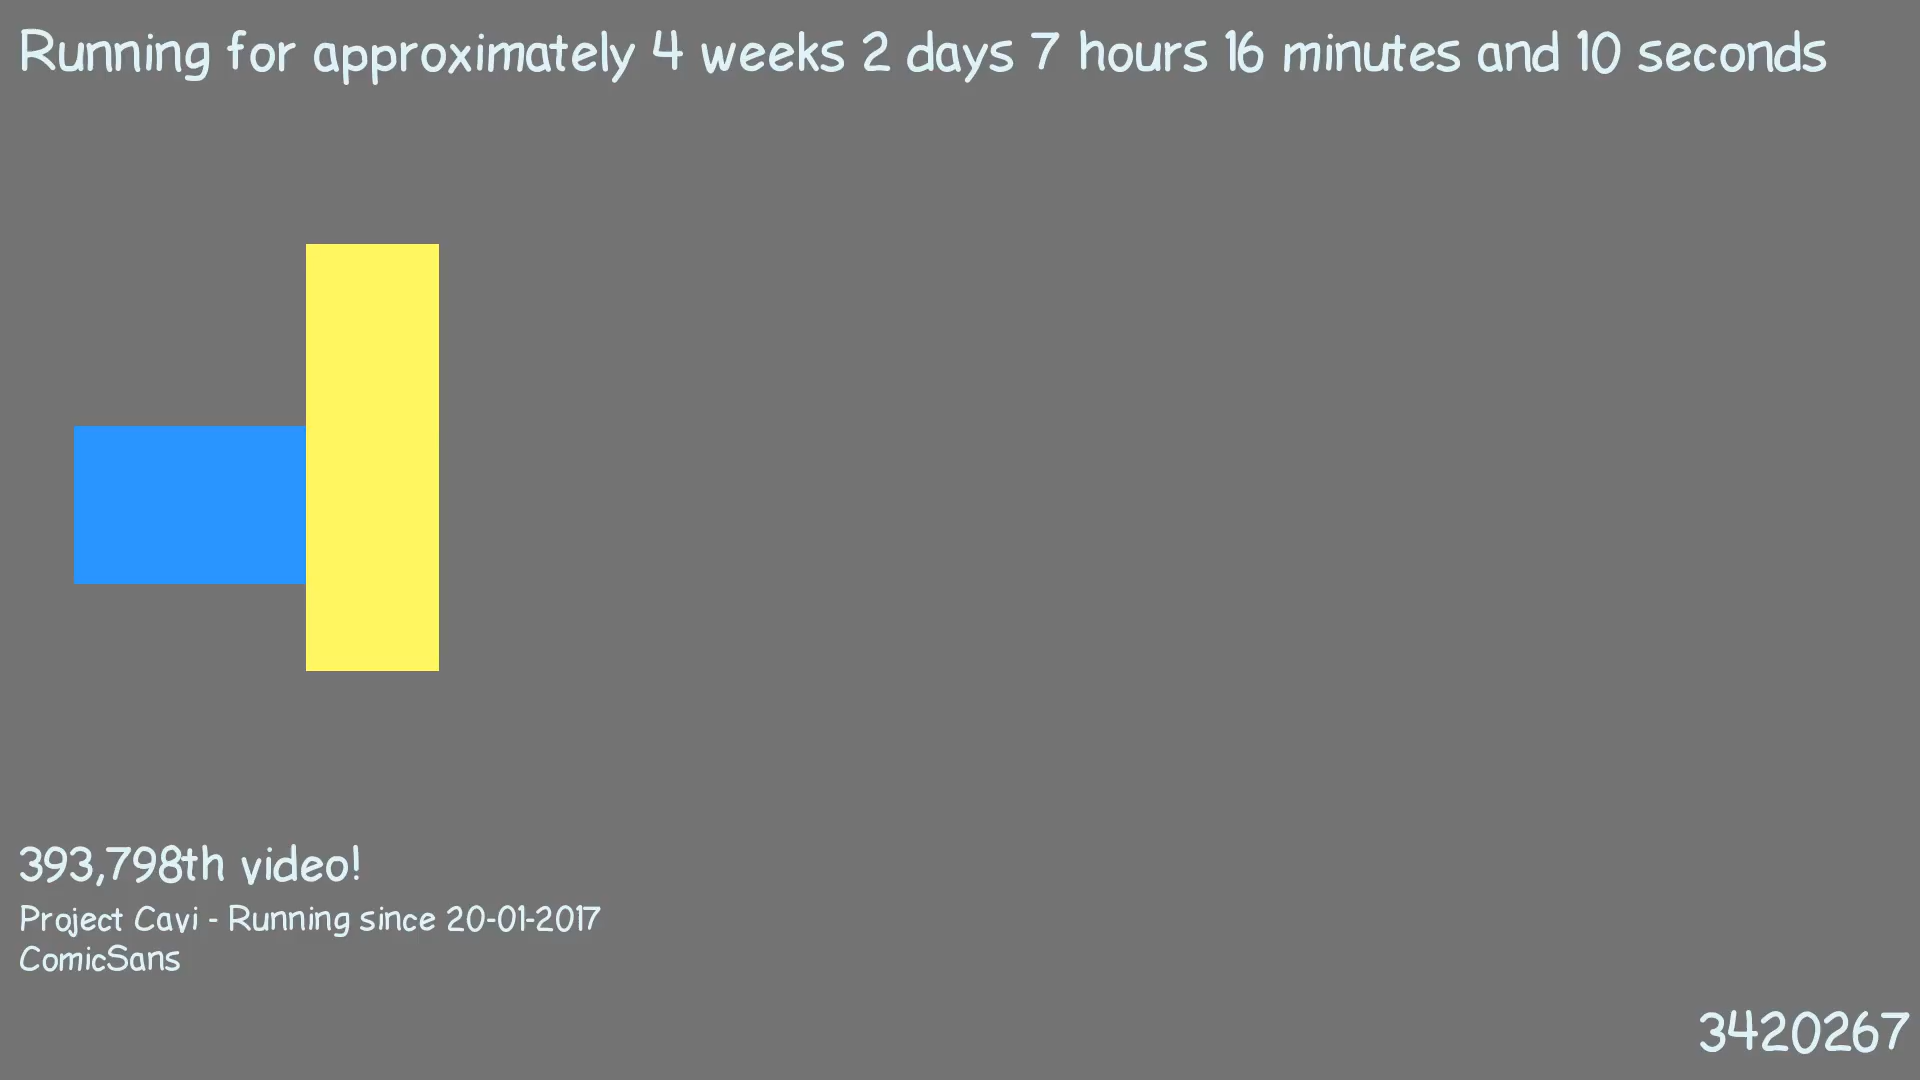 Running for approximately 4 weeks 2 days 7 hours 16 minutes and 10 seconds
393,798th video!
Project Cavi - Running since 20-01-2017
ComicSans
3420267